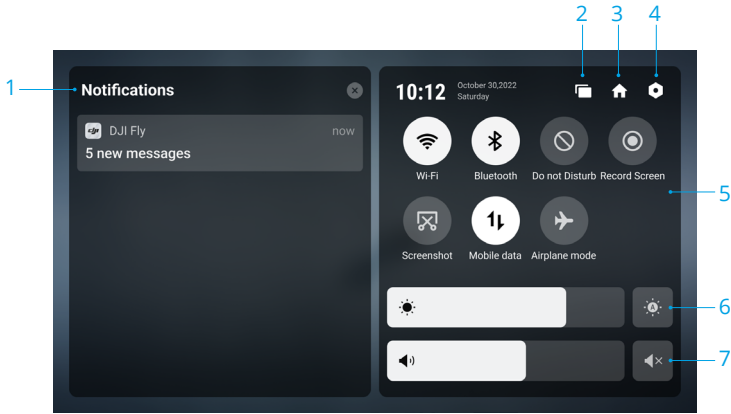 2 3 4
1
Notifications
10:12
October 30,2022
Saturday
DJI Fly now
5 new messages
Wi-Fi Bluetooth Do not Disturb Record Screen
5
Screenshot Mobile data Airplane mode
A
6
7